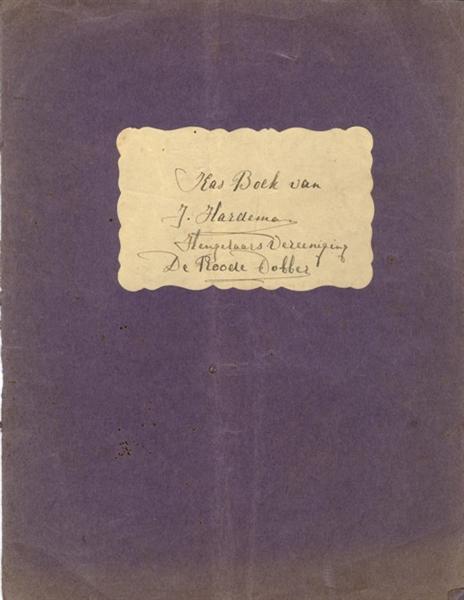 Kas Boek van
J. Hardeman
Hengelaars Vereeniging
De Roode Dobber